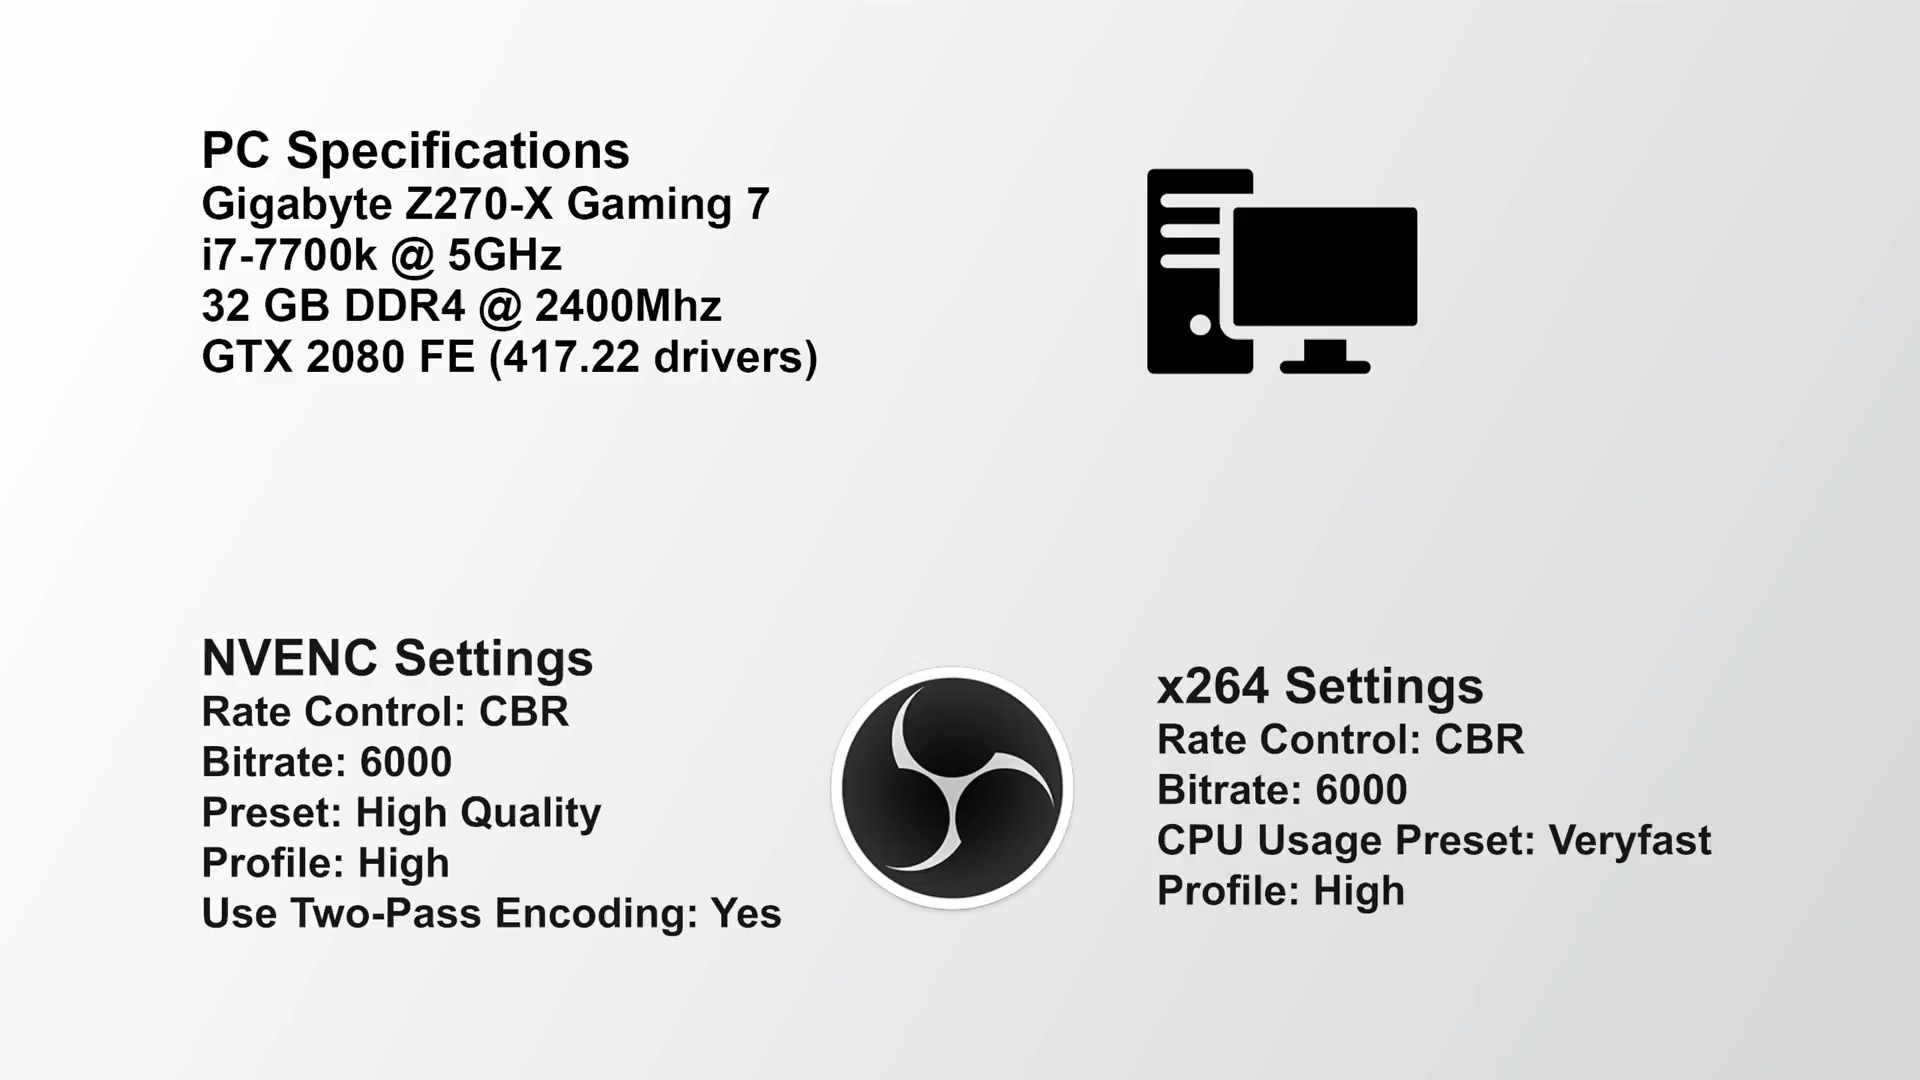 PC Specifications
Gigabyte Z270-X Gaming 7
i7-7700k @ 5GHz
32 GB DDR4 @ 2400Mhz
GTX 2080 FE (417.22 drivers)
NVENC Settings
Rate Control: CBR
Bitrate: 6000
Preset: High Quality
Profile: High
Use Two-Pass Encoding: Yes
x264 Settings
Rate Control: CBR
Bitrate: 6000
CPU Usage Preset: Veryfast
Profile: High